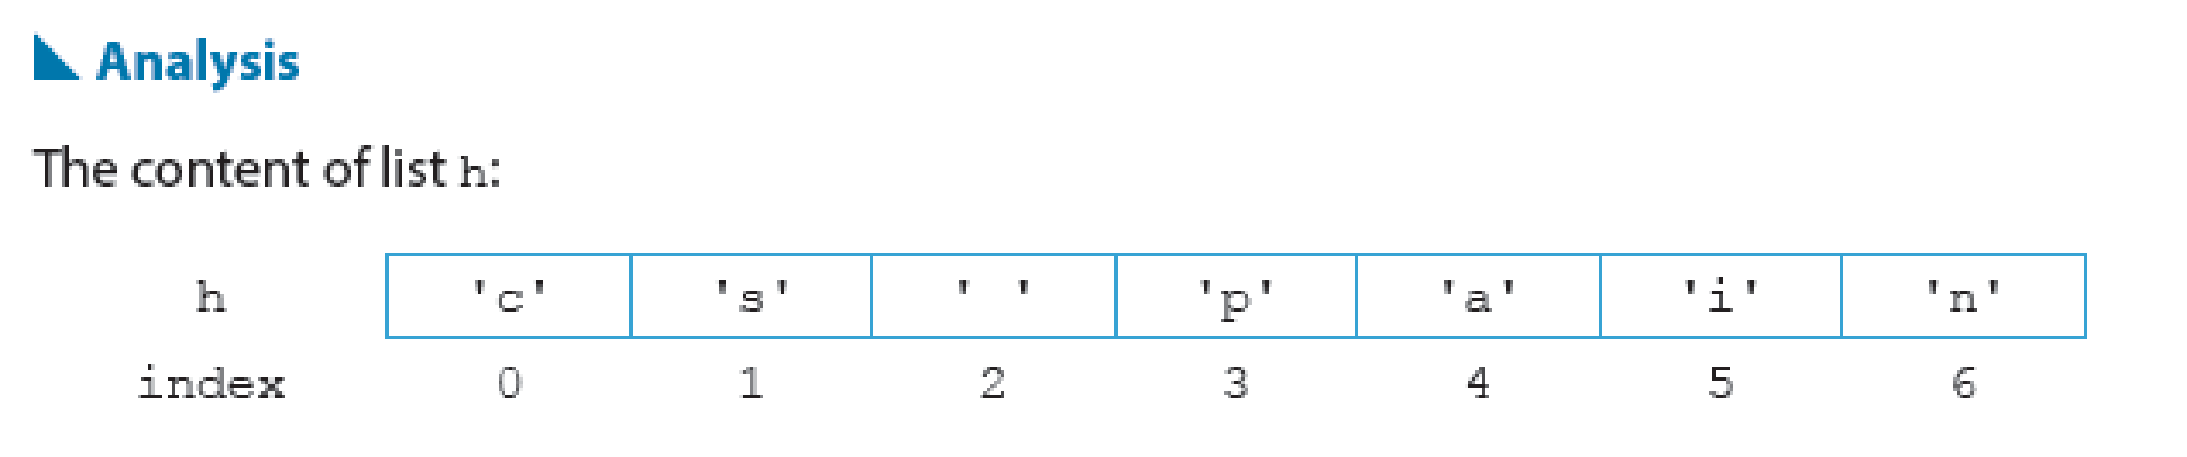 Analysis
The content of list h:
h 'c' 's' ' ' 'p' 'a' 'i' 'n'
index 0 1 2 3 4 5 6